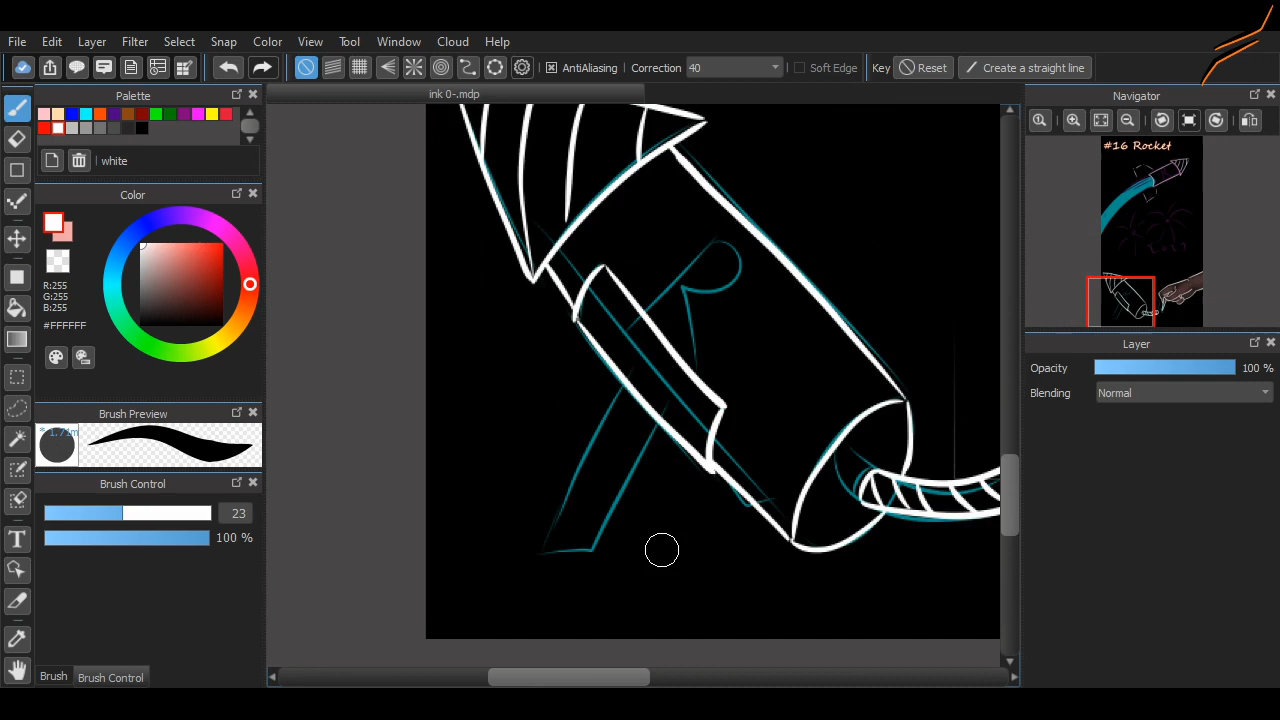 File Edit Layer Filter Select Snap Color View Tool Window Cloud Help
AntiAliasing Correction 40 Soft Edge Key Reset Create a straight line
Palette
ink 0-.mdp
Navigator
white
#16 Rocket
Color
R:255
G:255
B:255
#FFFFFF
Layer
Opacity 100 %
Blending Normal
Brush Preview
* 1.71m
Brush Control
23
100 %
Brush Brush Control